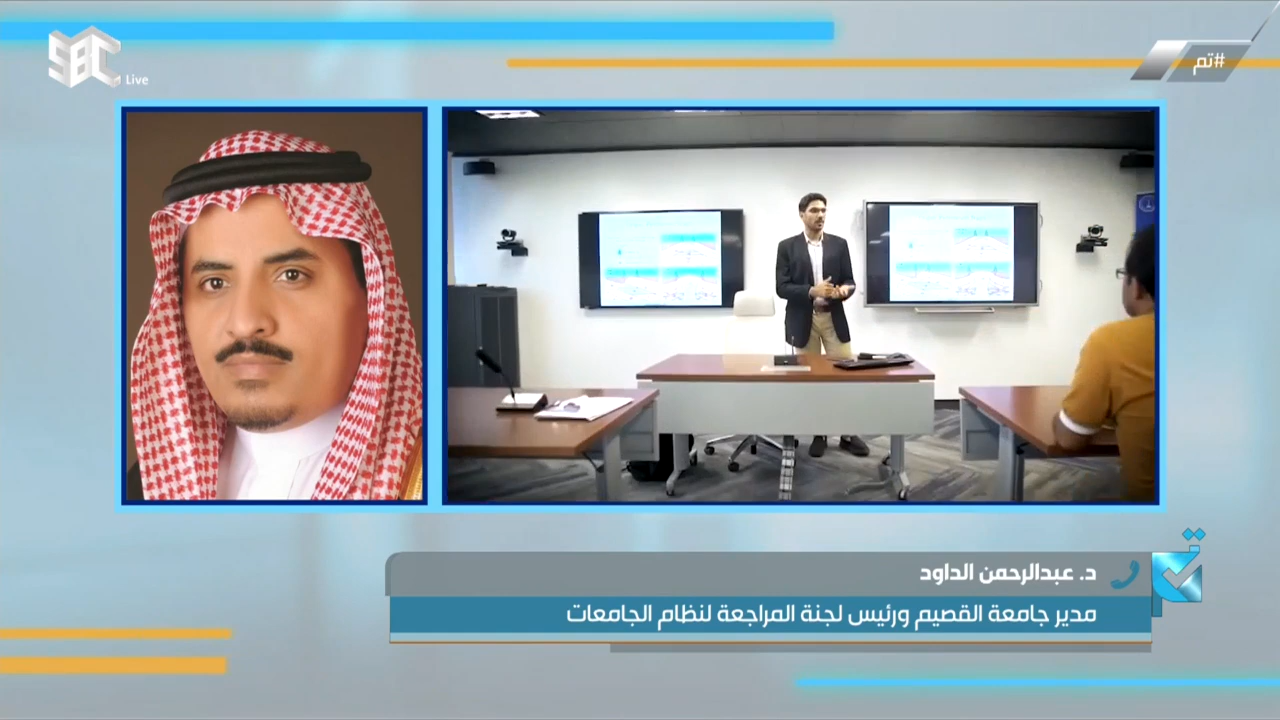 SBC
Live
#تم
د. عبدالرحمن الداود
مدير جامعة القصيم ورئيس لجنة المراجعة لنظام الجامعات